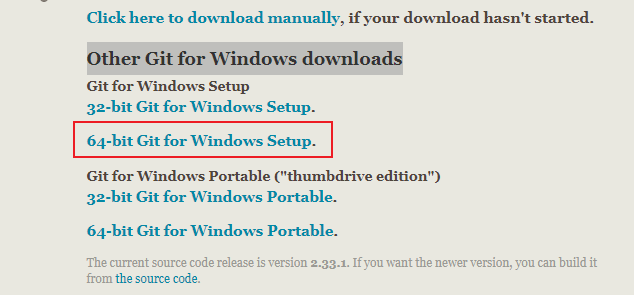 Click here to download manually, if your download hasn't started.
Other Git for Windows downloads
Git for Windows Setup
32-bit Git for Windows Setup.
64-bit Git for Windows Setup.
Git for Windows Portable ("thumbdrive edition")
32-bit Git for Windows Portable.
64-bit Git for Windows Portable.
The current source code release is version 2.33.1. If you want the newer version, you can build it
from the source code.